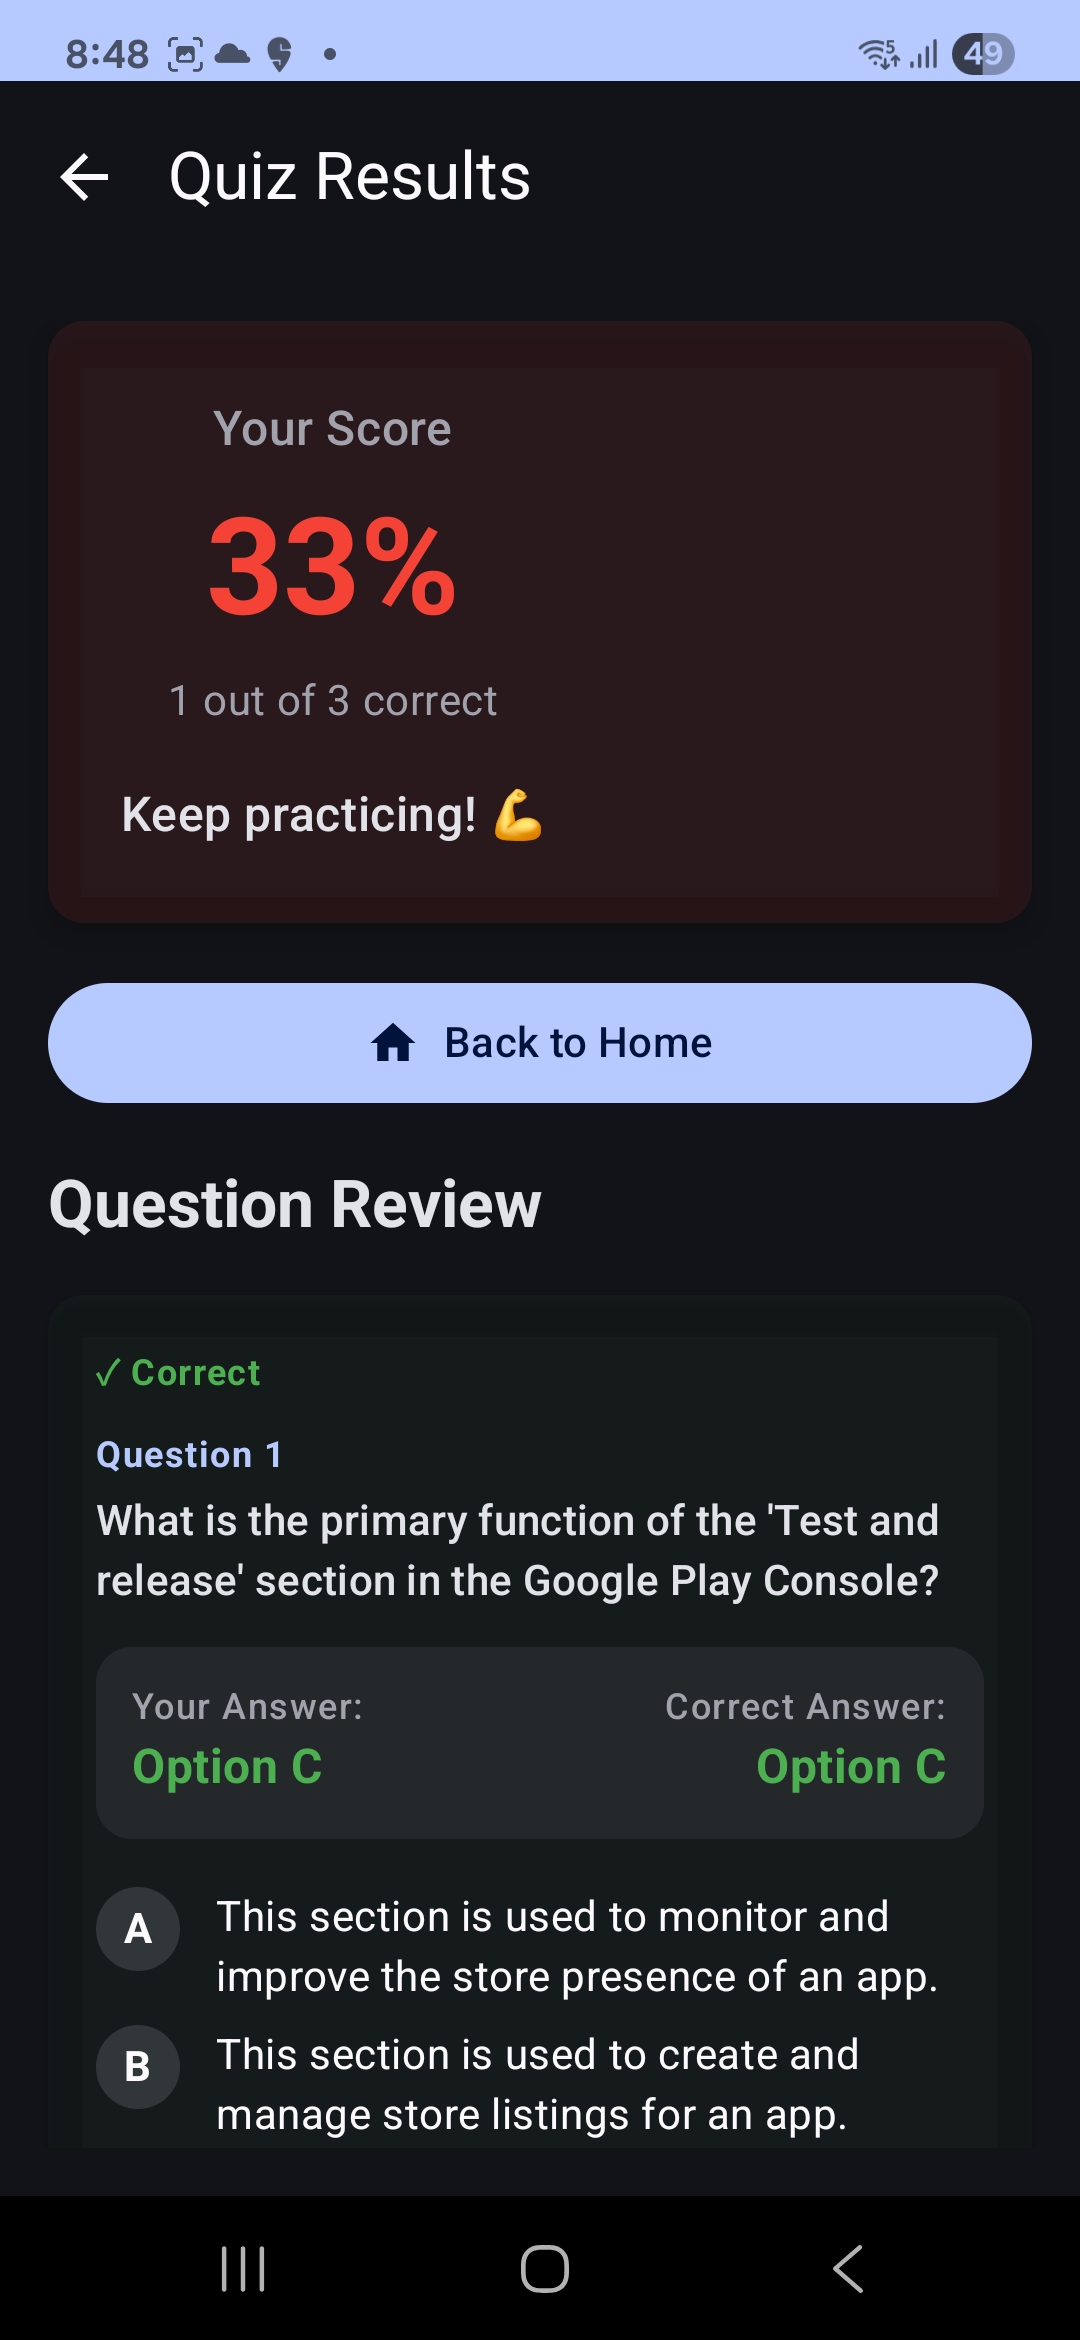 8:48
5
49
Quiz Results
Your Score
33%
1 out of 3 correct
Keep practicing! 💪
Back to Home
Question Review
✓ Correct
Question 1
What is the primary function of the 'Test and
release' section in the Google Play Console?
Your Answer:
Correct Answer:
Option C
Option C
A
This section is used to monitor and
improve the store presence of an app.
B
This section is used to create and
manage store listings for an app.